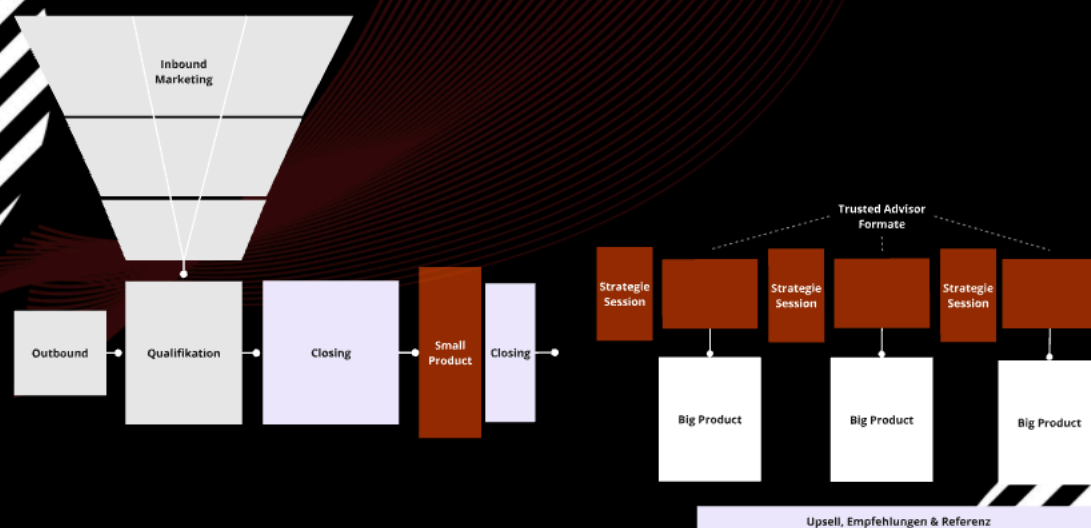 Inbound
Marketing
Trusted Advisor
Formate
Strategie
Session
Strategie
Session
Strategie
Session
Outbound
Qualifikation
Closing
Small
Product
Closing
Big Product
Big Product
Big Product
Upsell, Empfehlungen & Referenz